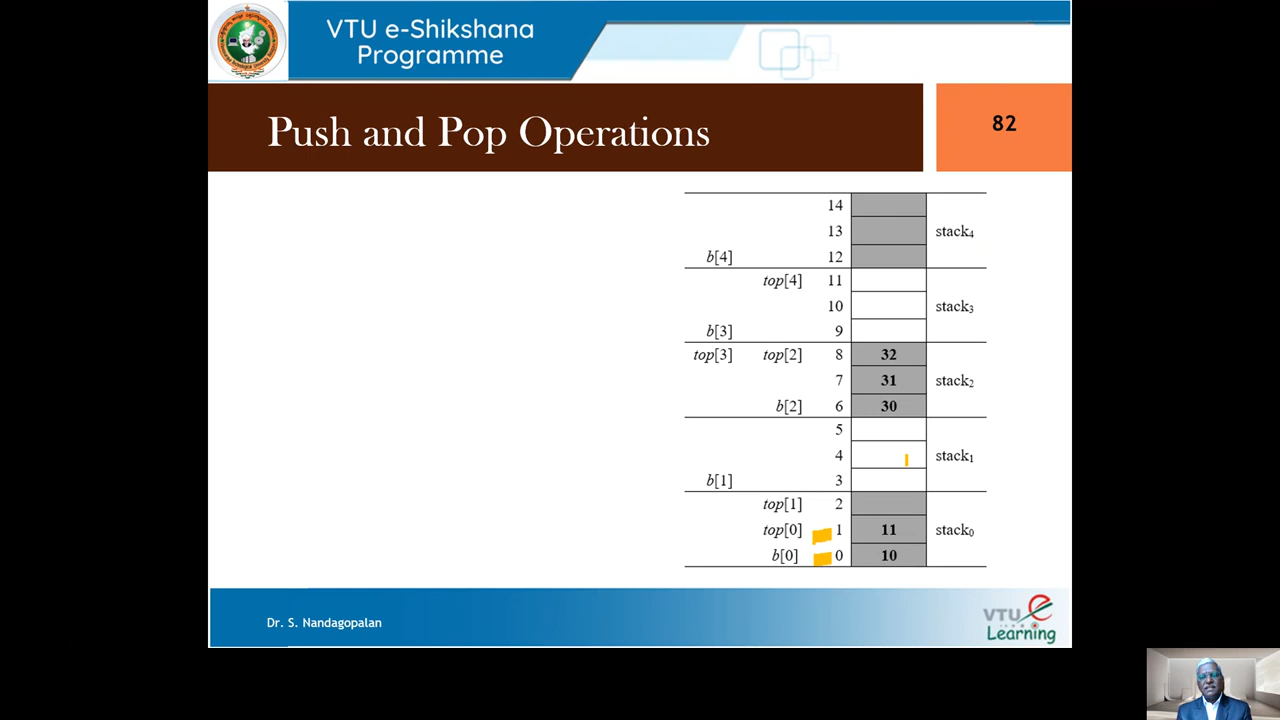 VTU e-Shikshana
Programme
Push and Pop Operations
82
14
13 stack4
b[4] 12
top[4] 11
10 stack3
b[3] 9
top[3] top[2] 8 32
7 31 stack2
b[2] 6 30
5
4 stack1
b[1] 3
top[1] 2
top[0] 1 11 stack0
b[0] 0 10
Dr. S. Nandagopalan
VTU e
Learning